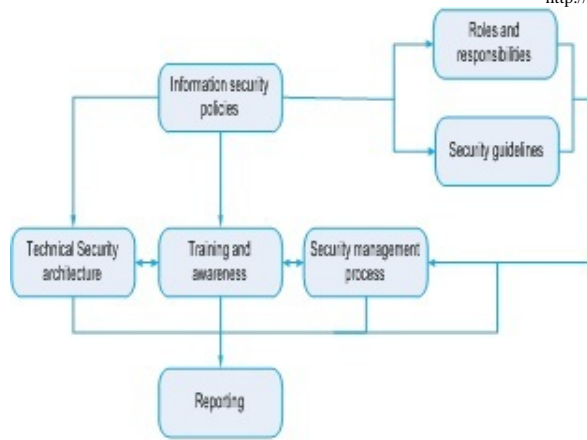 http://
Roles and
responsibilities
Information security
policies
Security guidelines
Technical Security
architecture
Training and
awareness
Security management
process
Reporting